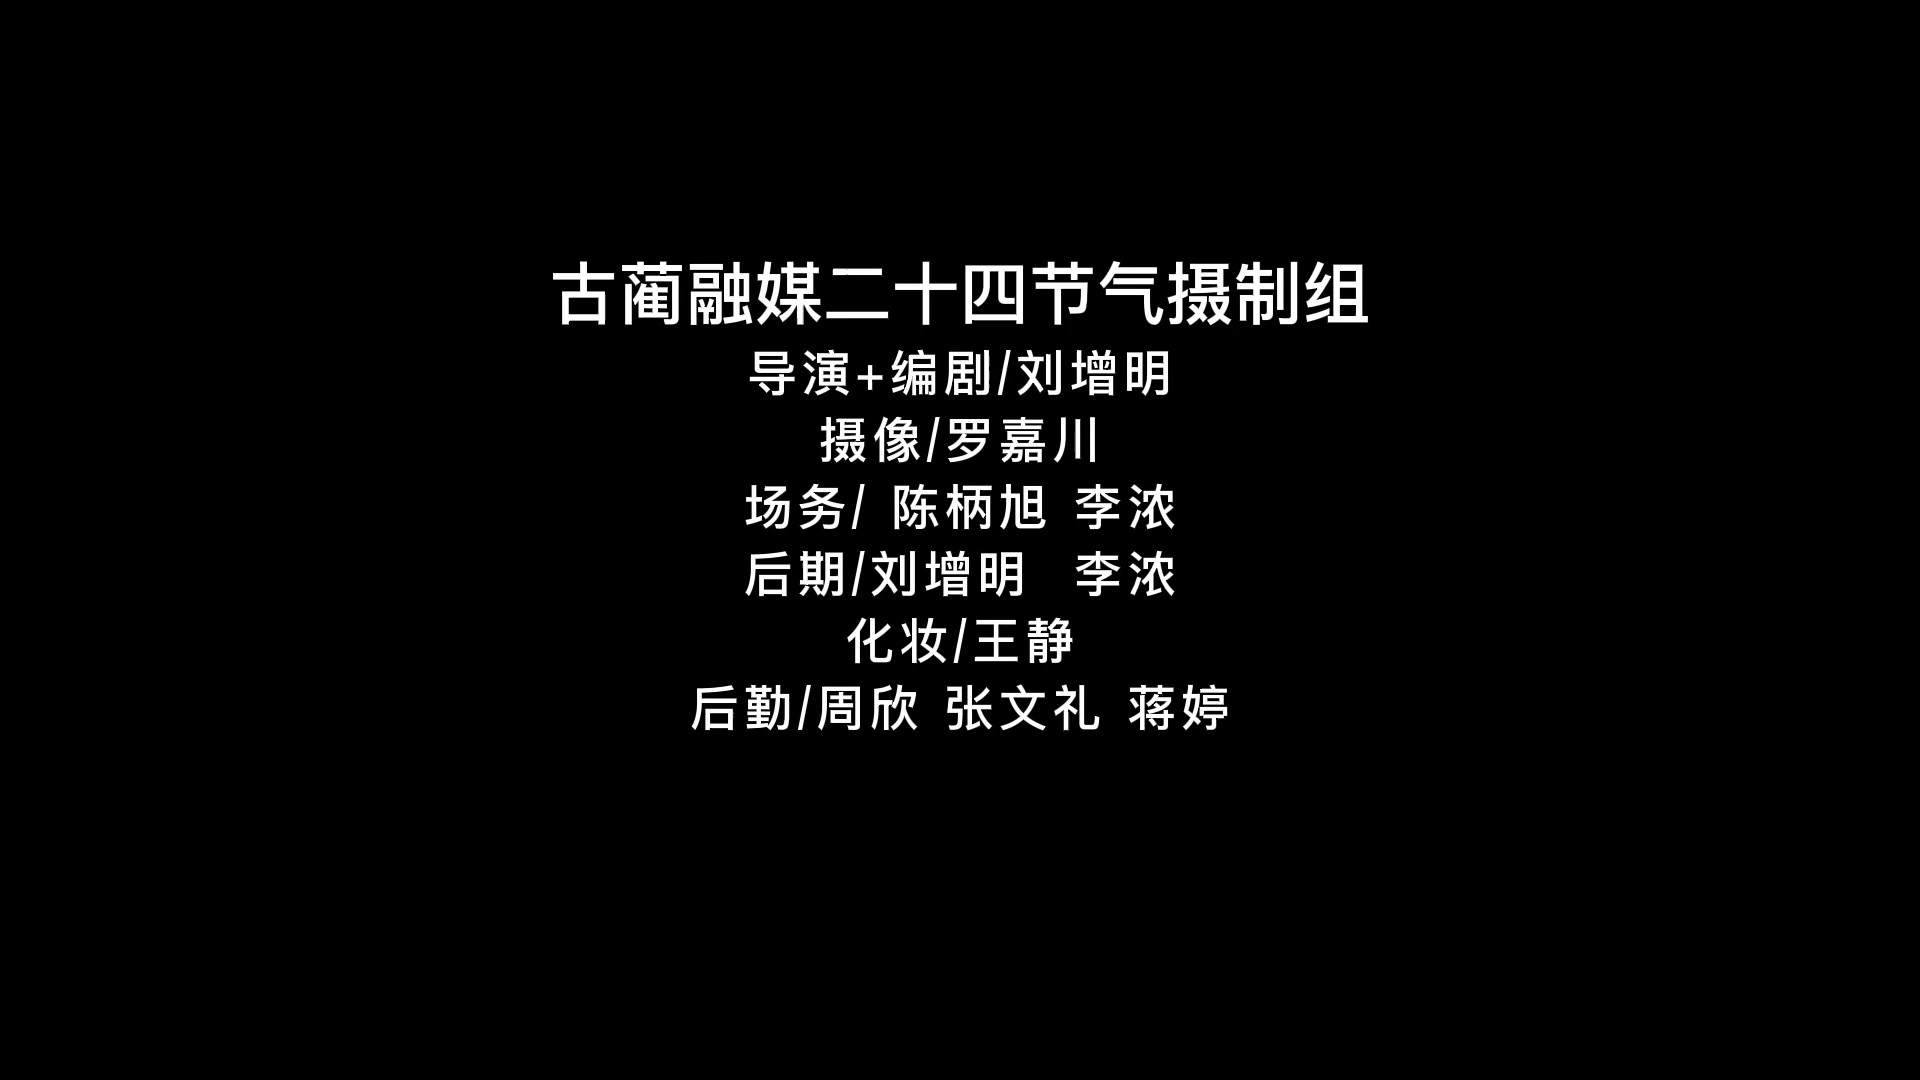 古蔺融媒二十四节气摄制组
导演+编剧/刘增明
摄像/罗嘉川
场务/ 陈柄旭 李浓
后期/刘增明 李浓
化妆/王静
后勤/周欣 张文礼 蒋婷